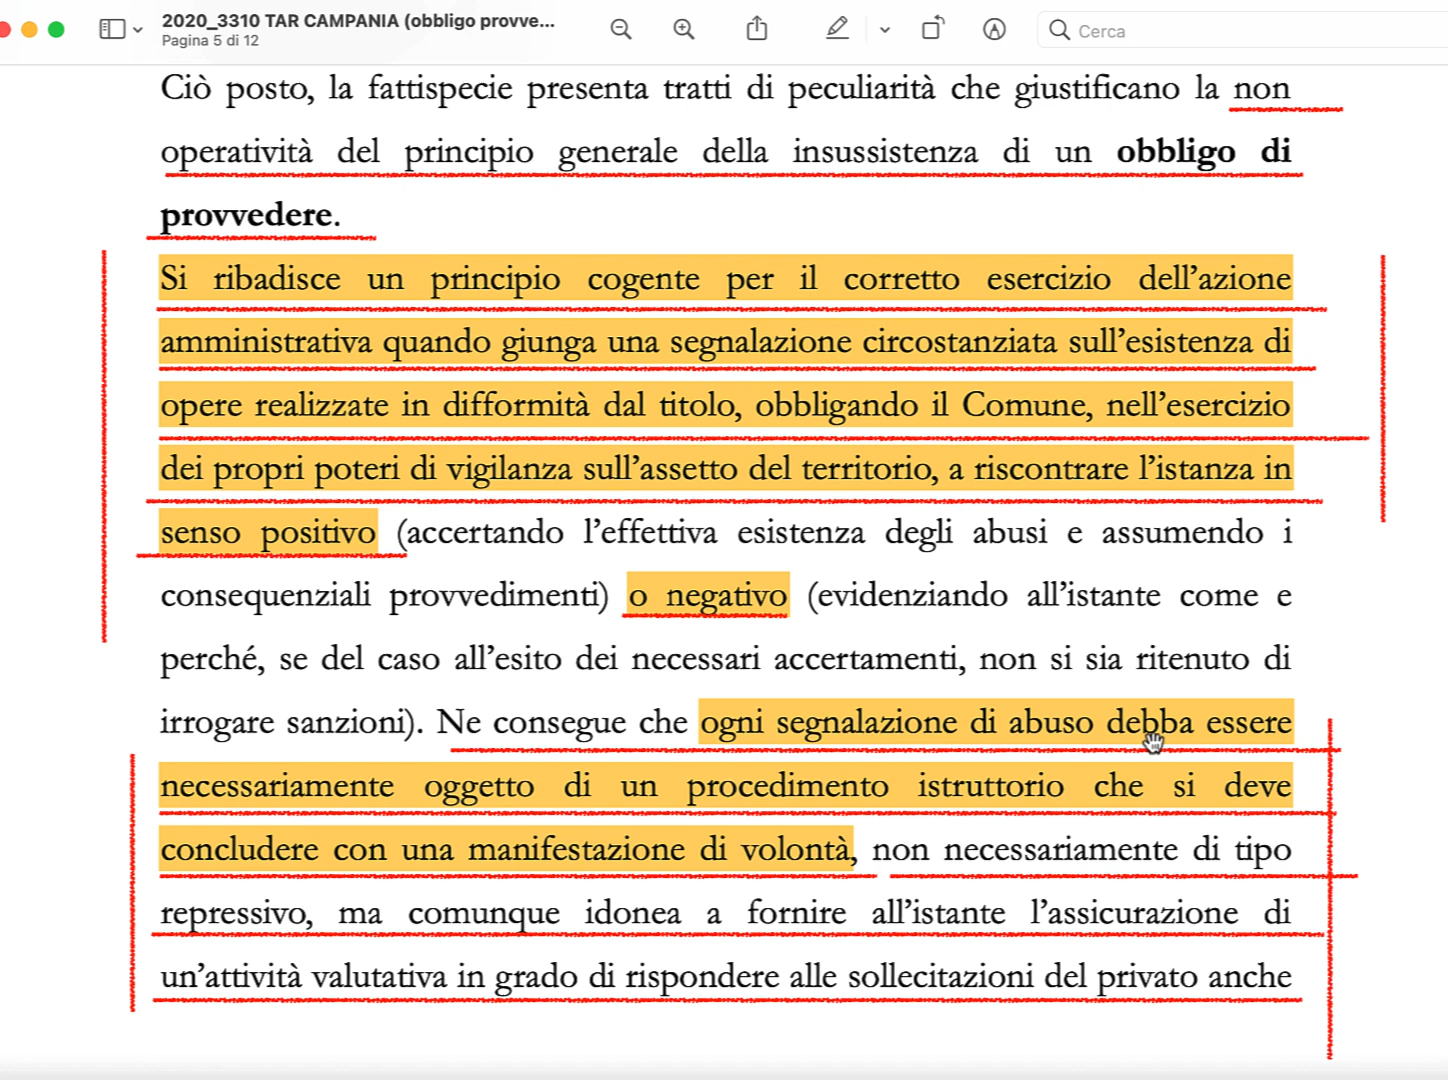 2020_3310 TAR CAMPANIA (obbligo provve...
Pagina 5 di 12
Cerca
Ciò posto, la fattispecie presenta tratti di peculiarità che giustificano la non
operatività del principio generale della insussistenza di un obbligo di
provvedere.
Si ribadisce un principio cogente per il corretto esercizio dell’azione
amministrativa quando giunga una segnalazione circostanziata sull’esistenza di
opere realizzate in difformità dal titolo, obbligando il Comune, nell’esercizio
dei propri poteri di vigilanza sull’assetto del territorio, a riscontrare l’istanza in
senso positivo (accertando l’effettiva esistenza degli abusi e assumendo i
consequenziali provvedimenti) o negativo (evidenziando all’istante come e
perché, se del caso all’esito dei necessari accertamenti, non si sia ritenuto di
irrogare sanzioni). Ne consegue che ogni segnalazione di abuso debba essere
necessariamente oggetto di un procedimento istruttorio che si deve
concludere con una manifestazione di volontà, non necessariamente di tipo
repressivo, ma comunque idonea a fornire all’istante l’assicurazione di
un’attività valutativa in grado di rispondere alle sollecitazioni del privato anche